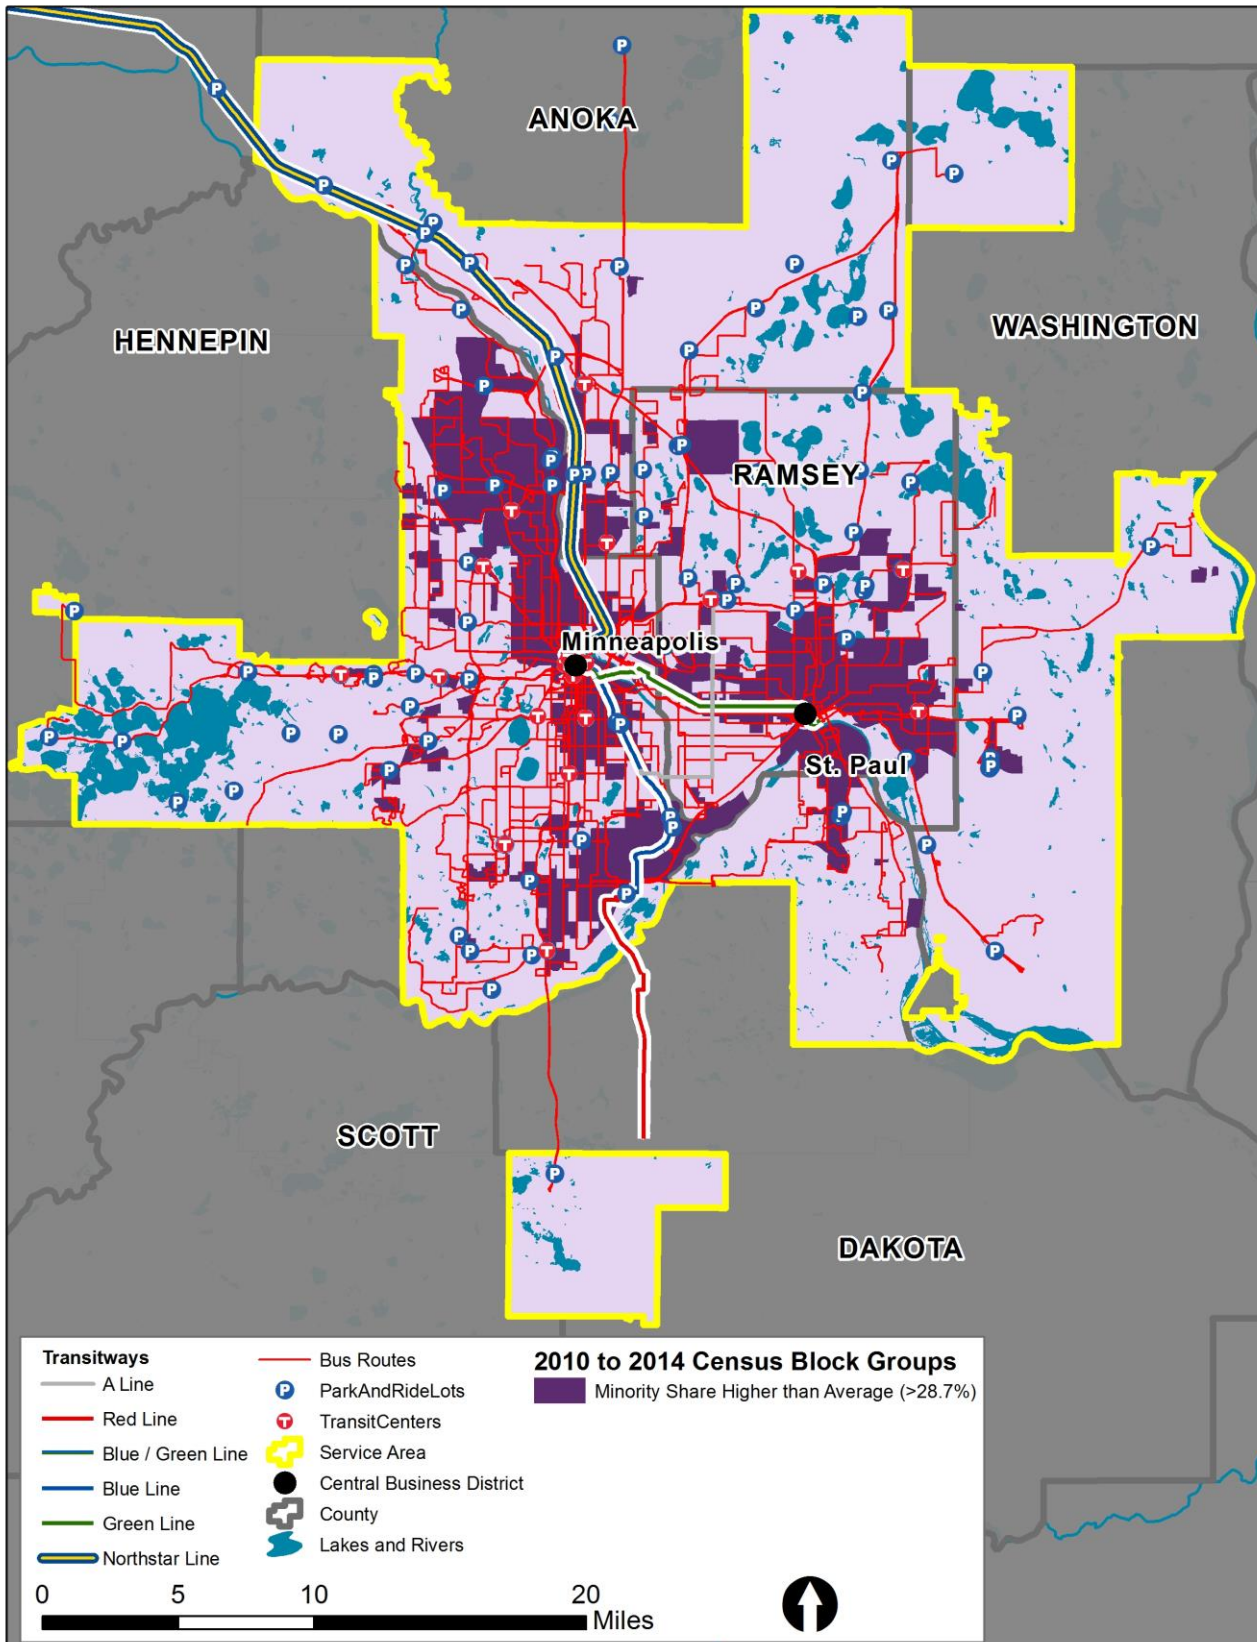 ANOKA
HENNEPIN
WASHINGTON
RAMSEY
Minneapolis
St. Paul
SCOTT
DAKOTA
Transitways
A Line
Red Line
Blue / Green Line
Blue Line
Green Line
Northstar Line
Bus Routes
P ParkAndRideLots
T TransitCenters
Service Area
Central Business District
County
Lakes and Rivers
2010 to 2014 Census Block Groups
Minority Share Higher than Average (>28.7%)
0 5 10 20
Miles